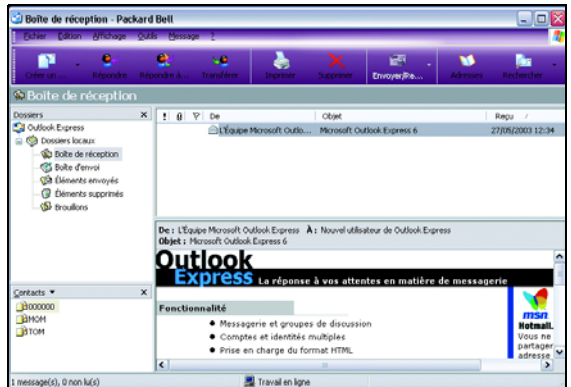 Boîte de réception - Packard Bell
Fichier Edition Affichage Outils Message ?
Créer un ... Répondre Répondre à... Transférer Imprimer Supprimer Envoyer/Re... Adresses Rechercher
Boîte de réception
Dossiers
Outlook Express
Dossiers locaux
Boîte de réception
Boîte d'envoi
Éléments envoyés
Éléments supprimés
Brouillons
Contacts
000000
MOM
TOM
! De Objet Reçu
L'Équipe Microsoft Outlo... Microsoft Outlook Express 6 27/05/2003 12:34
De : L'Équipe Microsoft Outlook Express À : Nouvel utilisateur de Outlook Express
Objet : Microsoft Outlook Express 6
Outlook
Express La réponse à vos attentes en matière de messagerie
Fonctionnalité
• Messagerie et groupes de discussion
• Comptes et identités multiples
• Prise en charge du format HTML
msn
Hotmail.
Vous ne
partager
adresse
1 message(s), 0 non lu(s) Travail en ligne